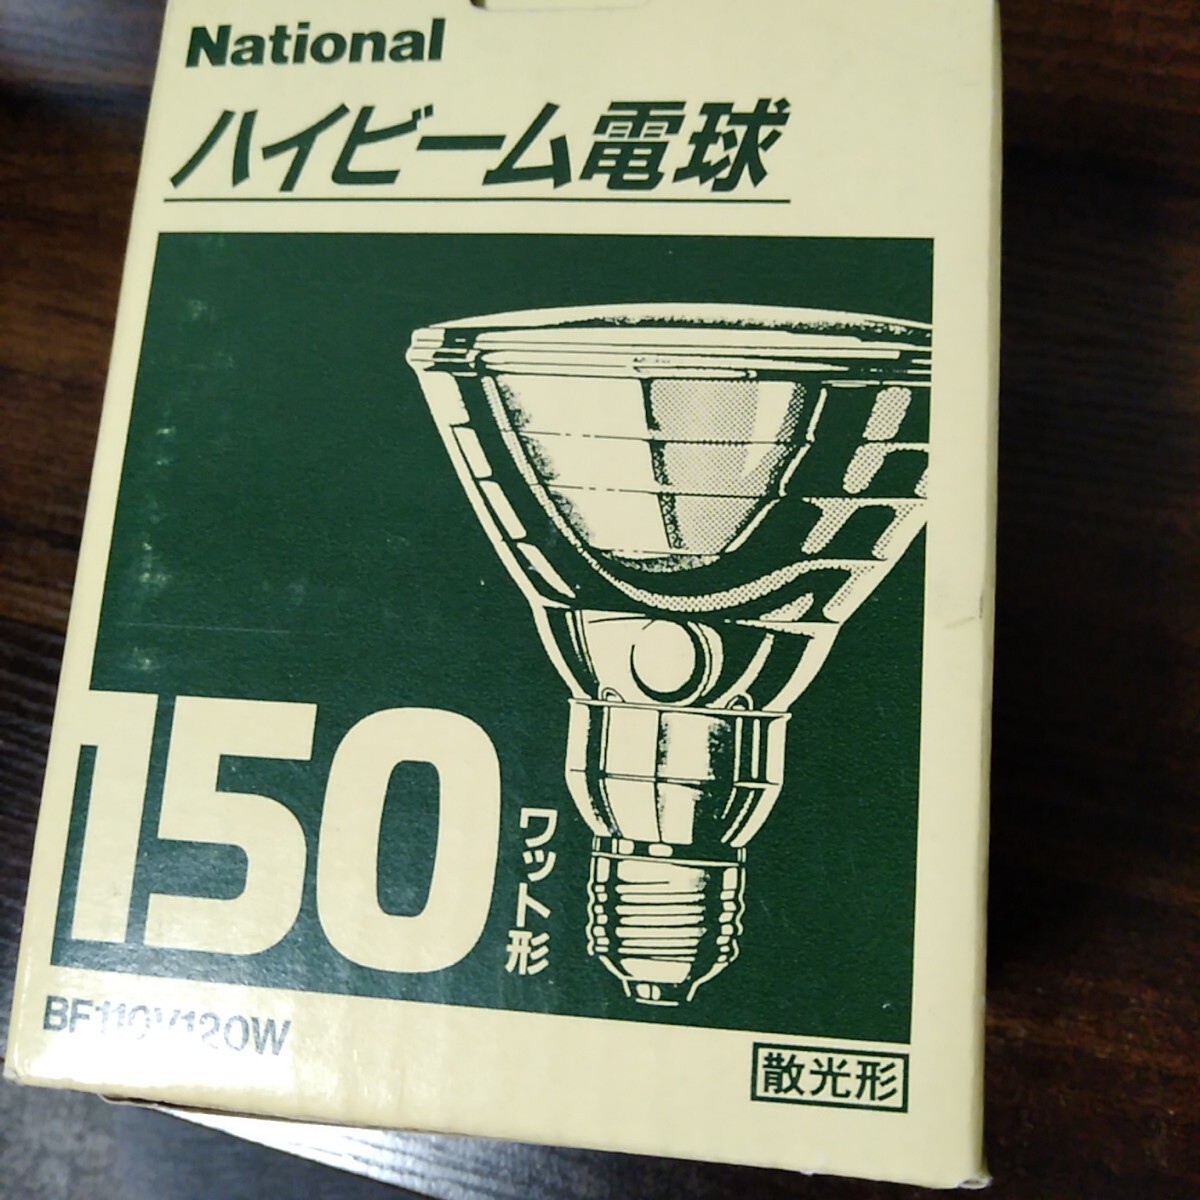 National
ハイビーム電球
150
ワット形
BF110V120W
散光形